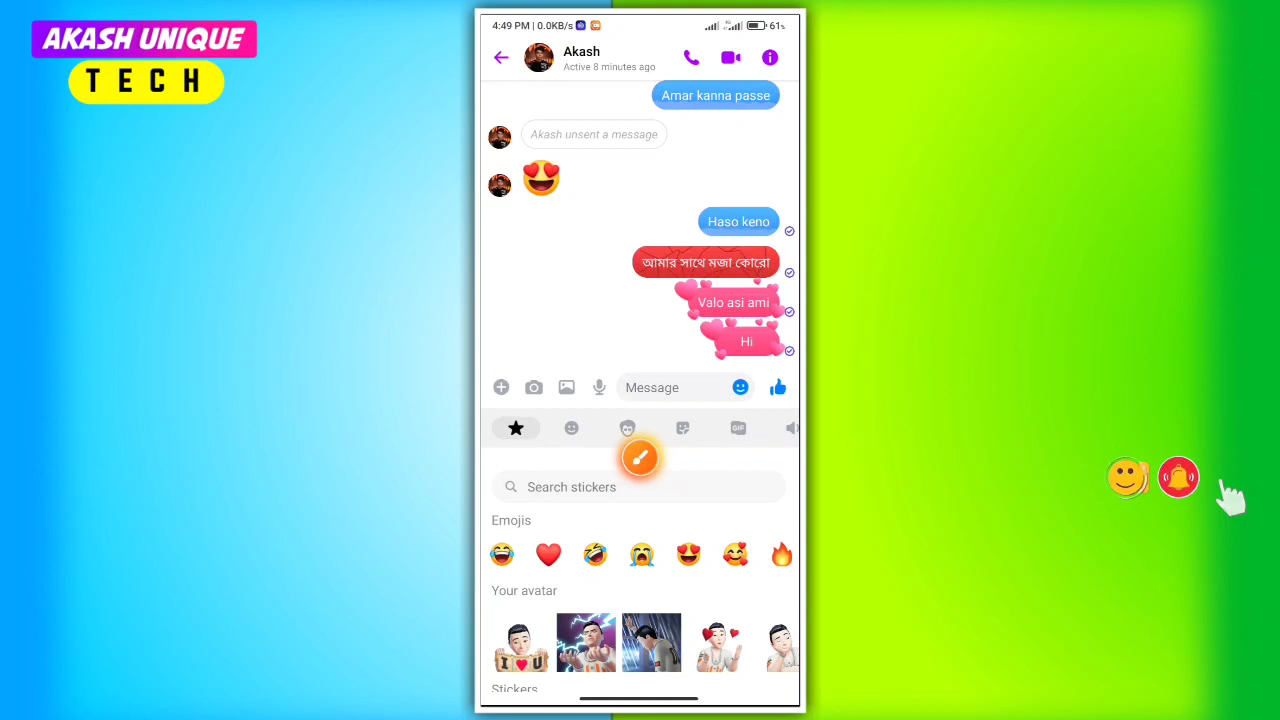 AKASH UNIQUE
TECH
4:49 PM | 0.0KB/s
61%
Akash
Active 8 minutes ago
Amar kanna passe
Akash unsent a message
Haso keno
আমার সাথে মজা কোরো
Valo asi ami
Hi
Message
GIF
Search stickers
Emojis
Your avatar
I ❤ U
Stickers